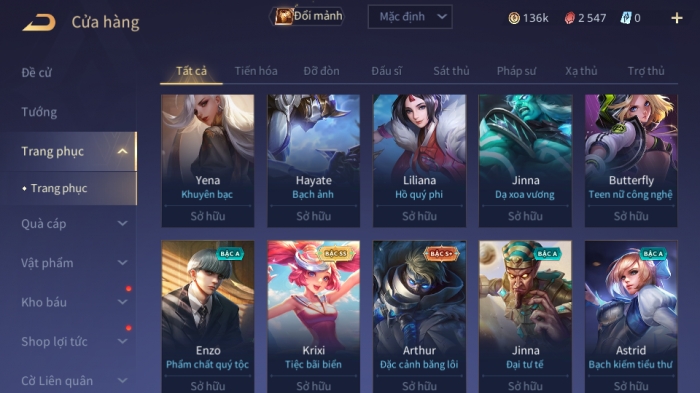 Cửa hàng
Đổi mảnh
Mặc định
136k
2 547
0
Đề cử
Tướng
Trang phục
Trang phục
Quà cáp
Vật phẩm
Kho báu
Shop lợi tức
Cờ Liên quân
Tất cả Tiến hóa Đỡ đòn Đấu sĩ Sát thủ Pháp sư Xạ thủ Trợ thủ
Yena
Khuyên bạc
Sở hữu
Hayate
Bạch ảnh
Sở hữu
Liliana
Hồ quý phi
Sở hữu
Jinna
Dạ xoa vương
Sở hữu
Butterfly
Teen nữ công nghệ
Sở hữu
BẬC A
Enzo
Phẩm chất quý tộc
Sở hữu
BẬC SS
Krixi
Tiệc bãi biển
Sở hữu
BẬC S+
Arthur
Đặc cảnh băng lôi
Sở hữu
BẬC A
Jinna
Đại tư tế
Sở hữu
BẬC A
Astrid
Bạch kiếm tiểu thư
Sở hữu